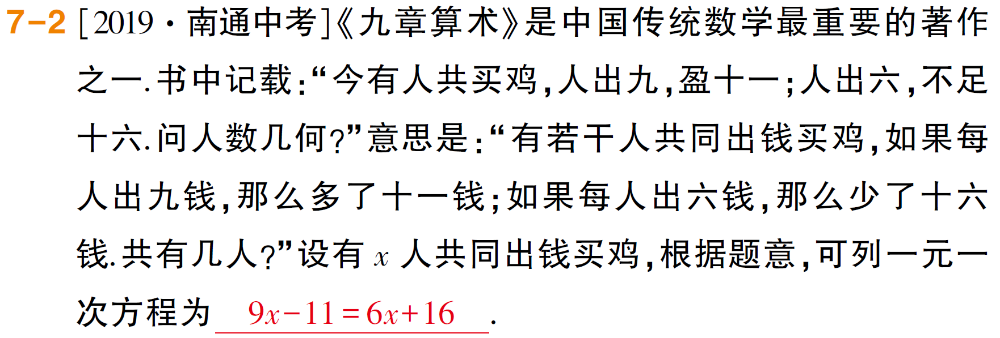 7-2 [2019·南通中考]《九章算术》是中国传统数学最重要的著作
之一.书中记载:“今有人共买鸡,人出九,盈十一;人出六,不足
十六.问人数几何?”意思是:“有若干人共同出钱买鸡,如果每
人出九钱,那么多了十一钱;如果每人出六钱,那么少了十六
钱.共有几人?”设有 x 人共同出钱买鸡,根据题意,可列一元一
次方程为 9x-11=6x+16 .